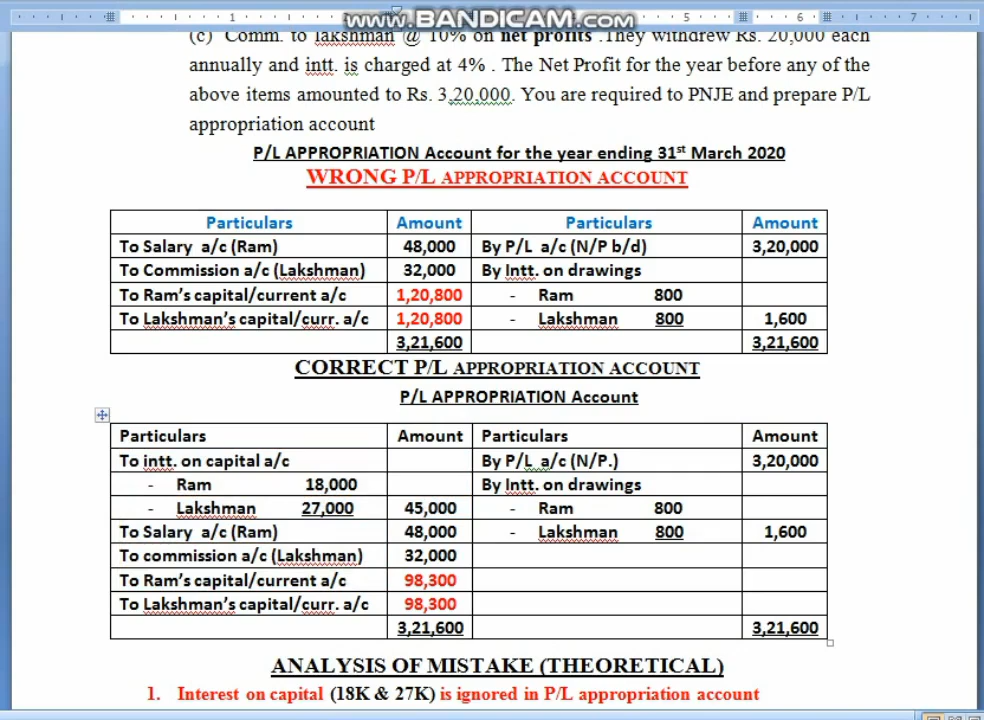 1 5 6 7
www.BANDICAM.com
(c) Comm. to lakshman @ 10% on net profits .They withdrew Rs. 20,000 each
annually and intt. is charged at 4% . The Net Profit for the year before any of the
above items amounted to Rs. 3,20,000. You are required to PNJE and prepare P/L
appropriation account
P/L APPROPRIATION Account for the year ending 31st March 2020
WRONG P/L APPROPRIATION ACCOUNT
Particulars Amount Particulars Amount
To Salary a/c (Ram) 48,000 By P/L a/c (N/P b/d) 3,20,000
To Commission a/c (Lakshman) 32,000 By Intt. on drawings
To Ram's capital/current a/c 1,20,800 - Ram 800
To Lakshman's capital/curr. a/c 1,20,800 - Lakshman 800 1,600
3,21,600 3,21,600
CORRECT P/L APPROPRIATION ACCOUNT
P/L APPROPRIATION Account
Particulars Amount Particulars Amount
To intt. on capital a/c By P/L a/c (N/P.) 3,20,000
- Ram 18,000 By Intt. on drawings
- Lakshman 27,000 45,000 - Ram 800
To Salary a/c (Ram) 48,000 - Lakshman 800 1,600
To commission a/c (Lakshman) 32,000
To Ram's capital/current a/c 98,300
To Lakshman's capital/curr. a/c 98,300
3,21,600 3,21,600
ANALYSIS OF MISTAKE (THEORETICAL)
1. Interest on capital (18K & 27K) is ignored in P/L appropriation account